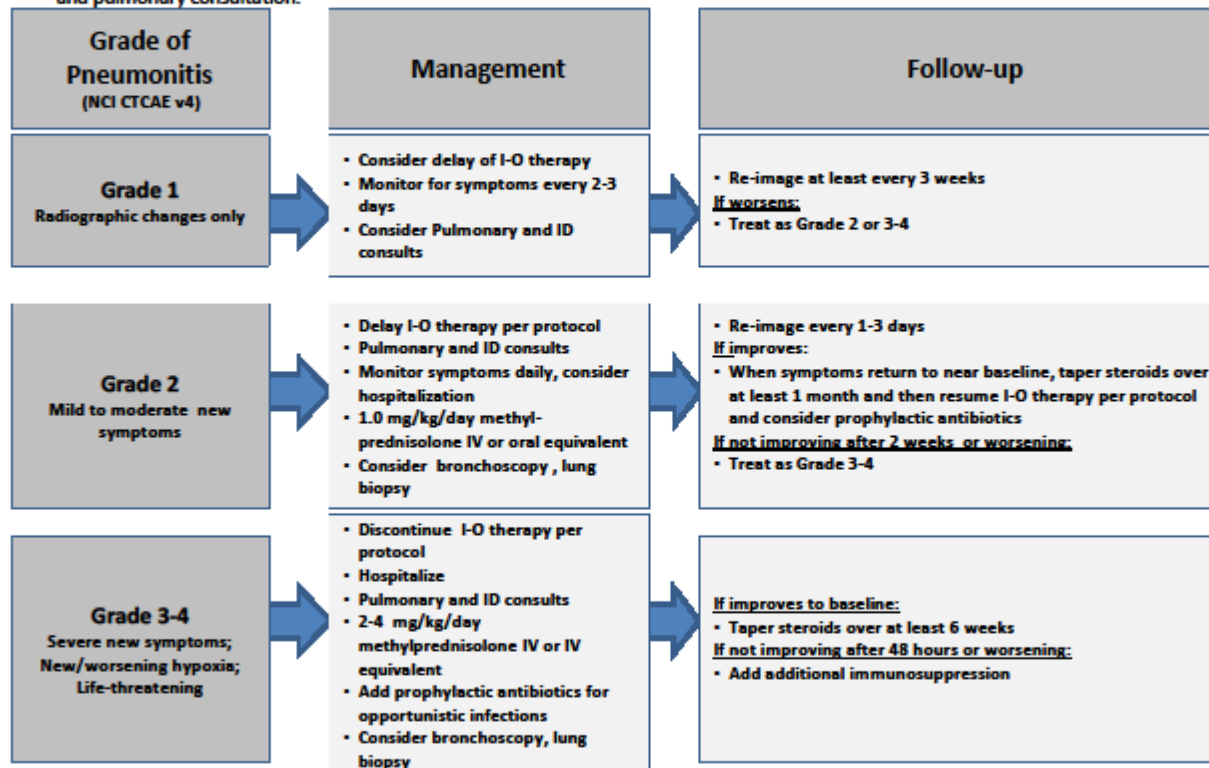 and pulmonary consultation.
Grade of
Pneumonitis
(NCI CTCAE v4)
Management
Follow-up
Grade 1
Radiographic changes only
• Consider delay of I-O therapy
• Monitor for symptoms every 2-3
days
• Consider Pulmonary and ID
consults
• Re-image at least every 3 weeks
If worsens:
• Treat as Grade 2 or 3-4
Grade 2
Mild to moderate new
symptoms
• Delay I-O therapy per protocol
• Pulmonary and ID consults
• Monitor symptoms daily, consider
hospitalization
• 1.0 mg/kg/day methyl-
prednisolone IV or oral equivalent
• Consider bronchoscopy , lung
biopsy
• Re-image every 1-3 days
If improves:
• When symptoms return to near baseline, taper steroids over
at least 1 month and then resume I-O therapy per protocol
and consider prophylactic antibiotics
If not improving after 2 weeks or worsening:
• Treat as Grade 3-4
Grade 3-4
Severe new symptoms;
New/worsening hypoxia;
Life-threatening
• Discontinue I-O therapy per
protocol
• Hospitalize
• Pulmonary and ID consults
• 2-4 mg/kg/day
methylprednisolone IV or IV
equivalent
• Add prophylactic antibiotics for
opportunistic infections
• Consider bronchoscopy, lung
biopsy
If improves to baseline:
• Taper steroids over at least 6 weeks
If not improving after 48 hours or worsening:
• Add additional immunosuppression